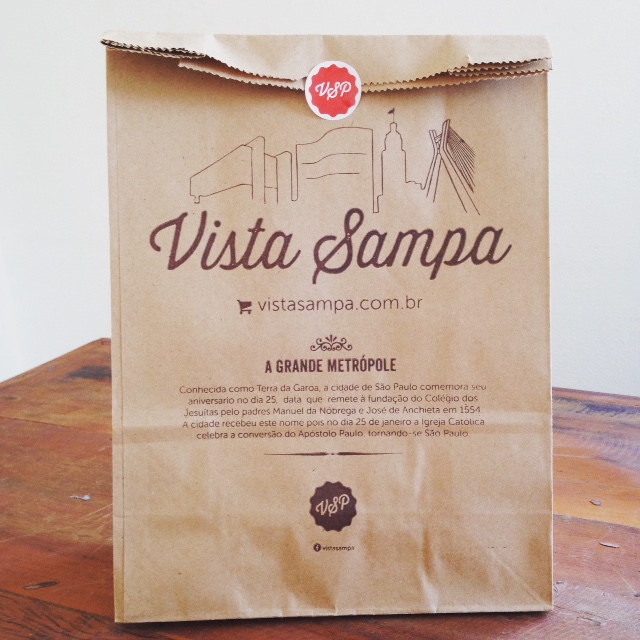 VSP
Vista Sampa
vistasampa.com.br
A GRANDE METRÓPOLE
Conhecida como Terra da Garoa, a cidade de São Paulo comemora seu
aniversario no dia 25, data que remete à fundação do Colégio dos
Jesuítas pelo padres Manuel da Nóbrega e José de Anchieta em 1554
A cidade recebeu este nome pois no dia 25 de janeiro a Igreja Católica
celebra a conversão do Apóstolo Paulo, tornando-se São Paulo
VSP
vistasampa